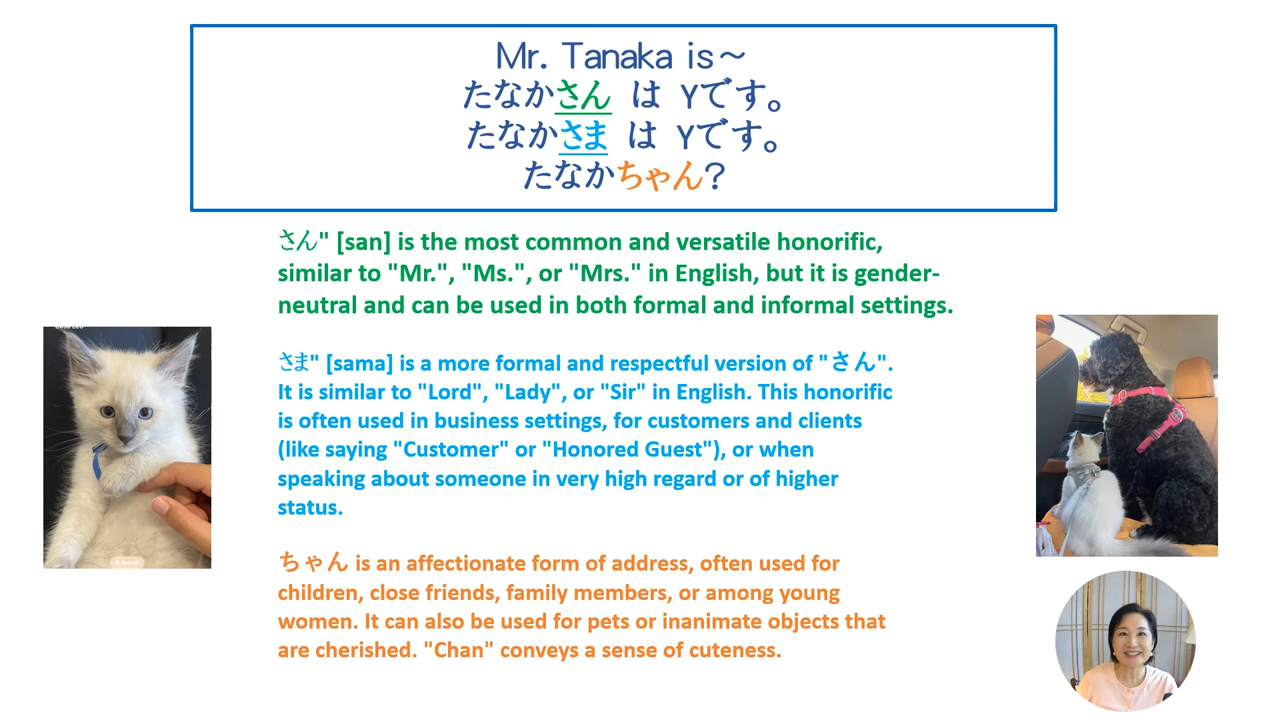 Mr. Tanaka is～
たなかさん は Yです。
たなかさま は Yです。
たなかちゃん?
さん" [san] is the most common and versatile honorific,
similar to "Mr.", "Ms.", or "Mrs." in English, but it is gender-
neutral and can be used in both formal and informal settings.
さま" [sama] is a more formal and respectful version of "さん".
It is similar to "Lord", "Lady", or "Sir" in English. This honorific
is often used in business settings, for customers and clients
(like saying "Customer" or "Honored Guest"), or when
speaking about someone in very high regard or of higher
status.
ちゃん is an affectionate form of address, often used for
children, close friends, family members, or among young
women. It can also be used for pets or inanimate objects that
are cherished. "Chan" conveys a sense of cuteness.